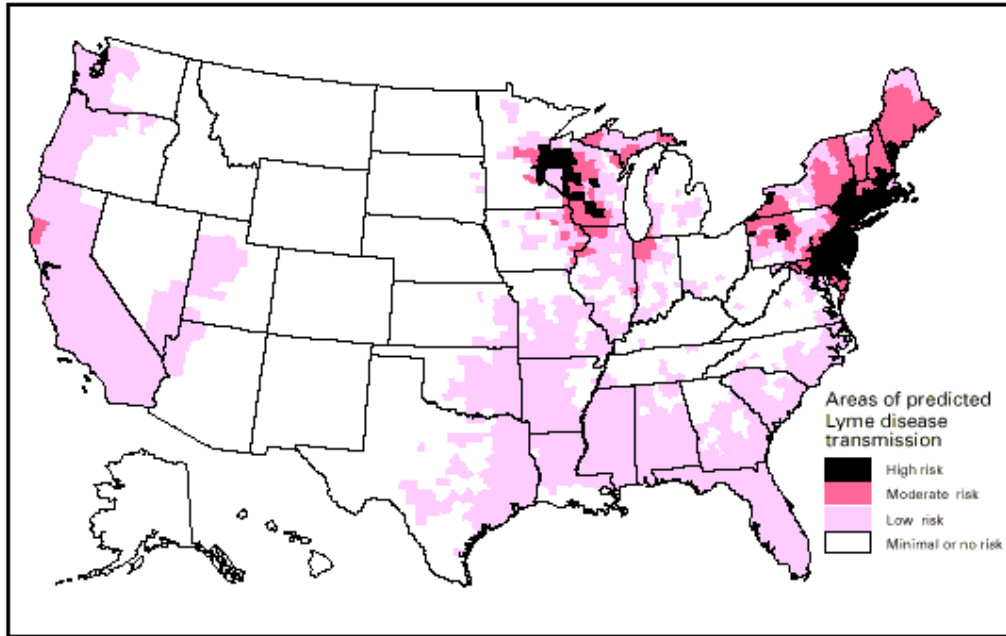 Areas of predicted
Lyme disease
transmission
High risk
Moderate risk
Low risk
Minimal or no risk